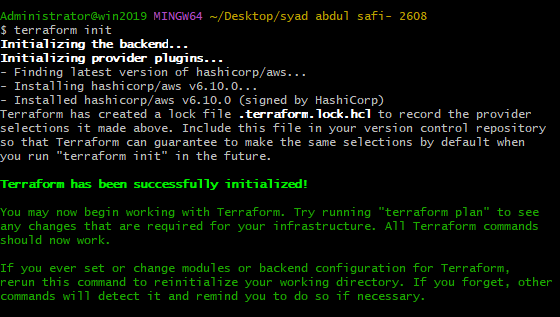 Administrator@win2019 MINGW64 ~/Desktop/syad abdul safi- 2608
$ terraform init
Initializing the backend...
Initializing provider plugins...
- Finding latest version of hashicorp/aws...
- Installing hashicorp/aws v6.10.0...
- Installed hashicorp/aws v6.10.0 (signed by HashiCorp)
Terraform has created a lock file .terraform.lock.hcl to record the provider
selections it made above. Include this file in your version control repository
so that Terraform can guarantee to make the same selections by default when
you run "terraform init" in the future.
Terraform has been successfully initialized!
You may now begin working with Terraform. Try running "terraform plan" to see
any changes that are required for your infrastructure. All Terraform commands
should now work.
If you ever set or change modules or backend configuration for Terraform,
rerun this command to reinitialize your working directory. If you forget, other
commands will detect it and remind you to do so if necessary.